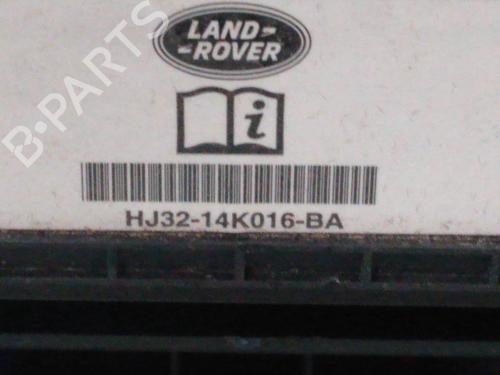 LAND-
-ROVER
i
HJ32-14K016-BA
B-PARTS